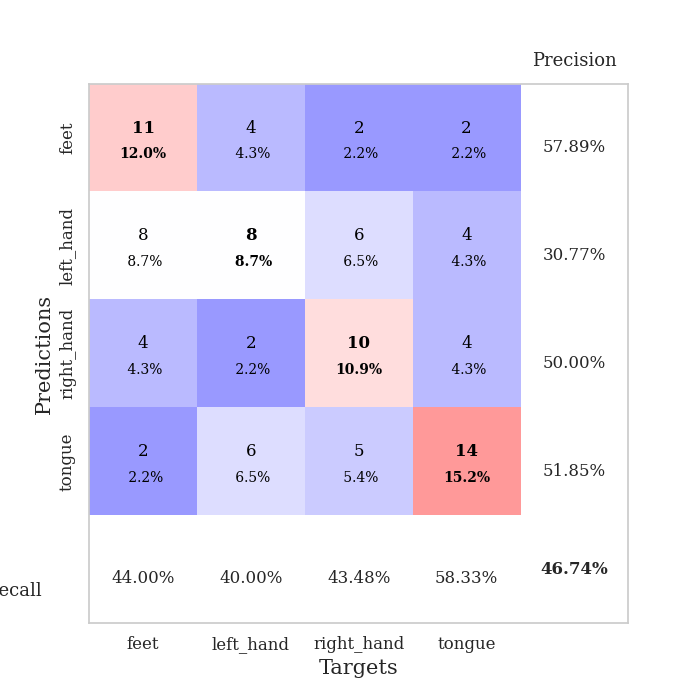 Precision
feet
11 4 2 2
12.0% 4.3% 2.2% 2.2%
57.89%
left_hand
8 8 6 4
8.7% 8.7% 6.5% 4.3%
30.77%
Predictions
right_hand
4 2 10 4
4.3% 2.2% 10.9% 4.3%
50.00%
tongue
2 6 5 14
2.2% 6.5% 5.4% 15.2%
51.85%
ecall
44.00% 40.00% 43.48% 58.33% 46.74%
feet left_hand right_hand tongue
Targets